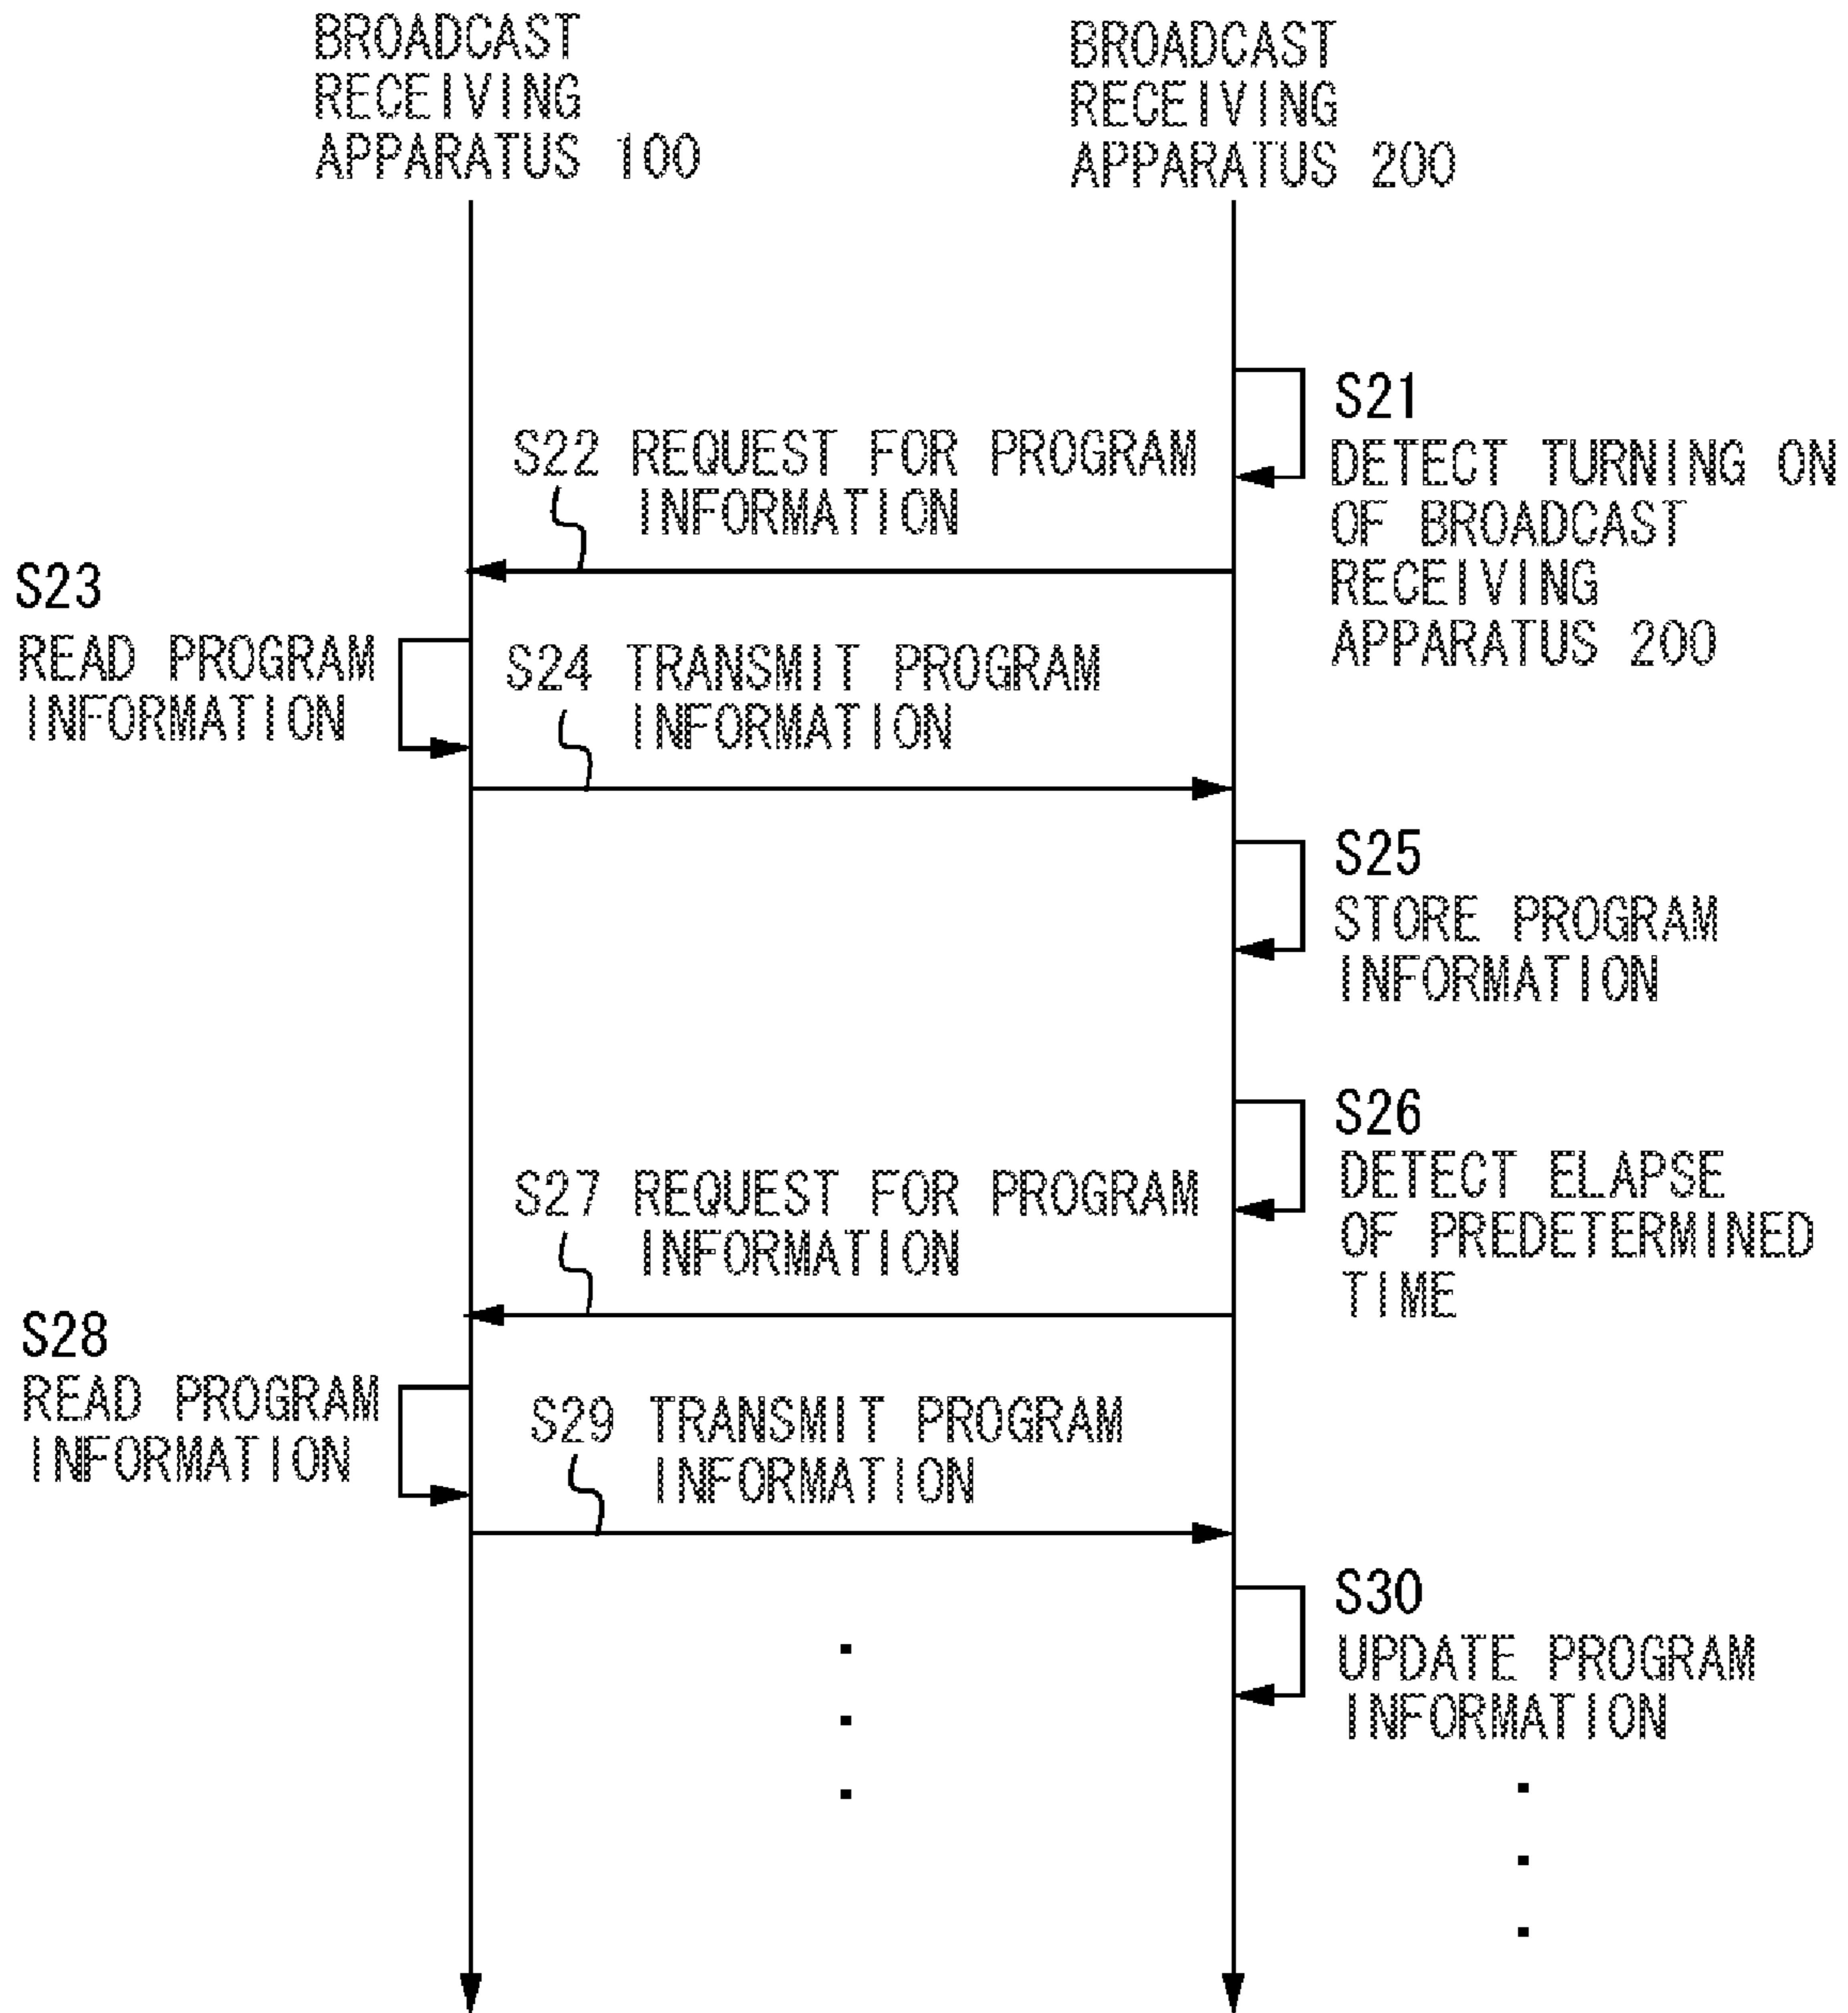 BROADCAST
RECEIVING
APPARATUS 100
BROADCAST
RECEIVING
APPARATUS 200
S21
DETECT TURNING ON
OF BROADCAST
RECEIVING
APPARATUS 200
S22 REQUEST FOR PROGRAM
INFORMATION
S23
READ PROGRAM
INFORMATION
S24 TRANSMIT PROGRAM
INFORMATION
S25
STORE PROGRAM
INFORMATION
S26
DETECT ELAPSE
OF PREDETERMINED
TIME
S27 REQUEST FOR PROGRAM
INFORMATION
S28
READ PROGRAM
INFORMATION
S29 TRANSMIT PROGRAM
INFORMATION
S30
UPDATE PROGRAM
INFORMATION